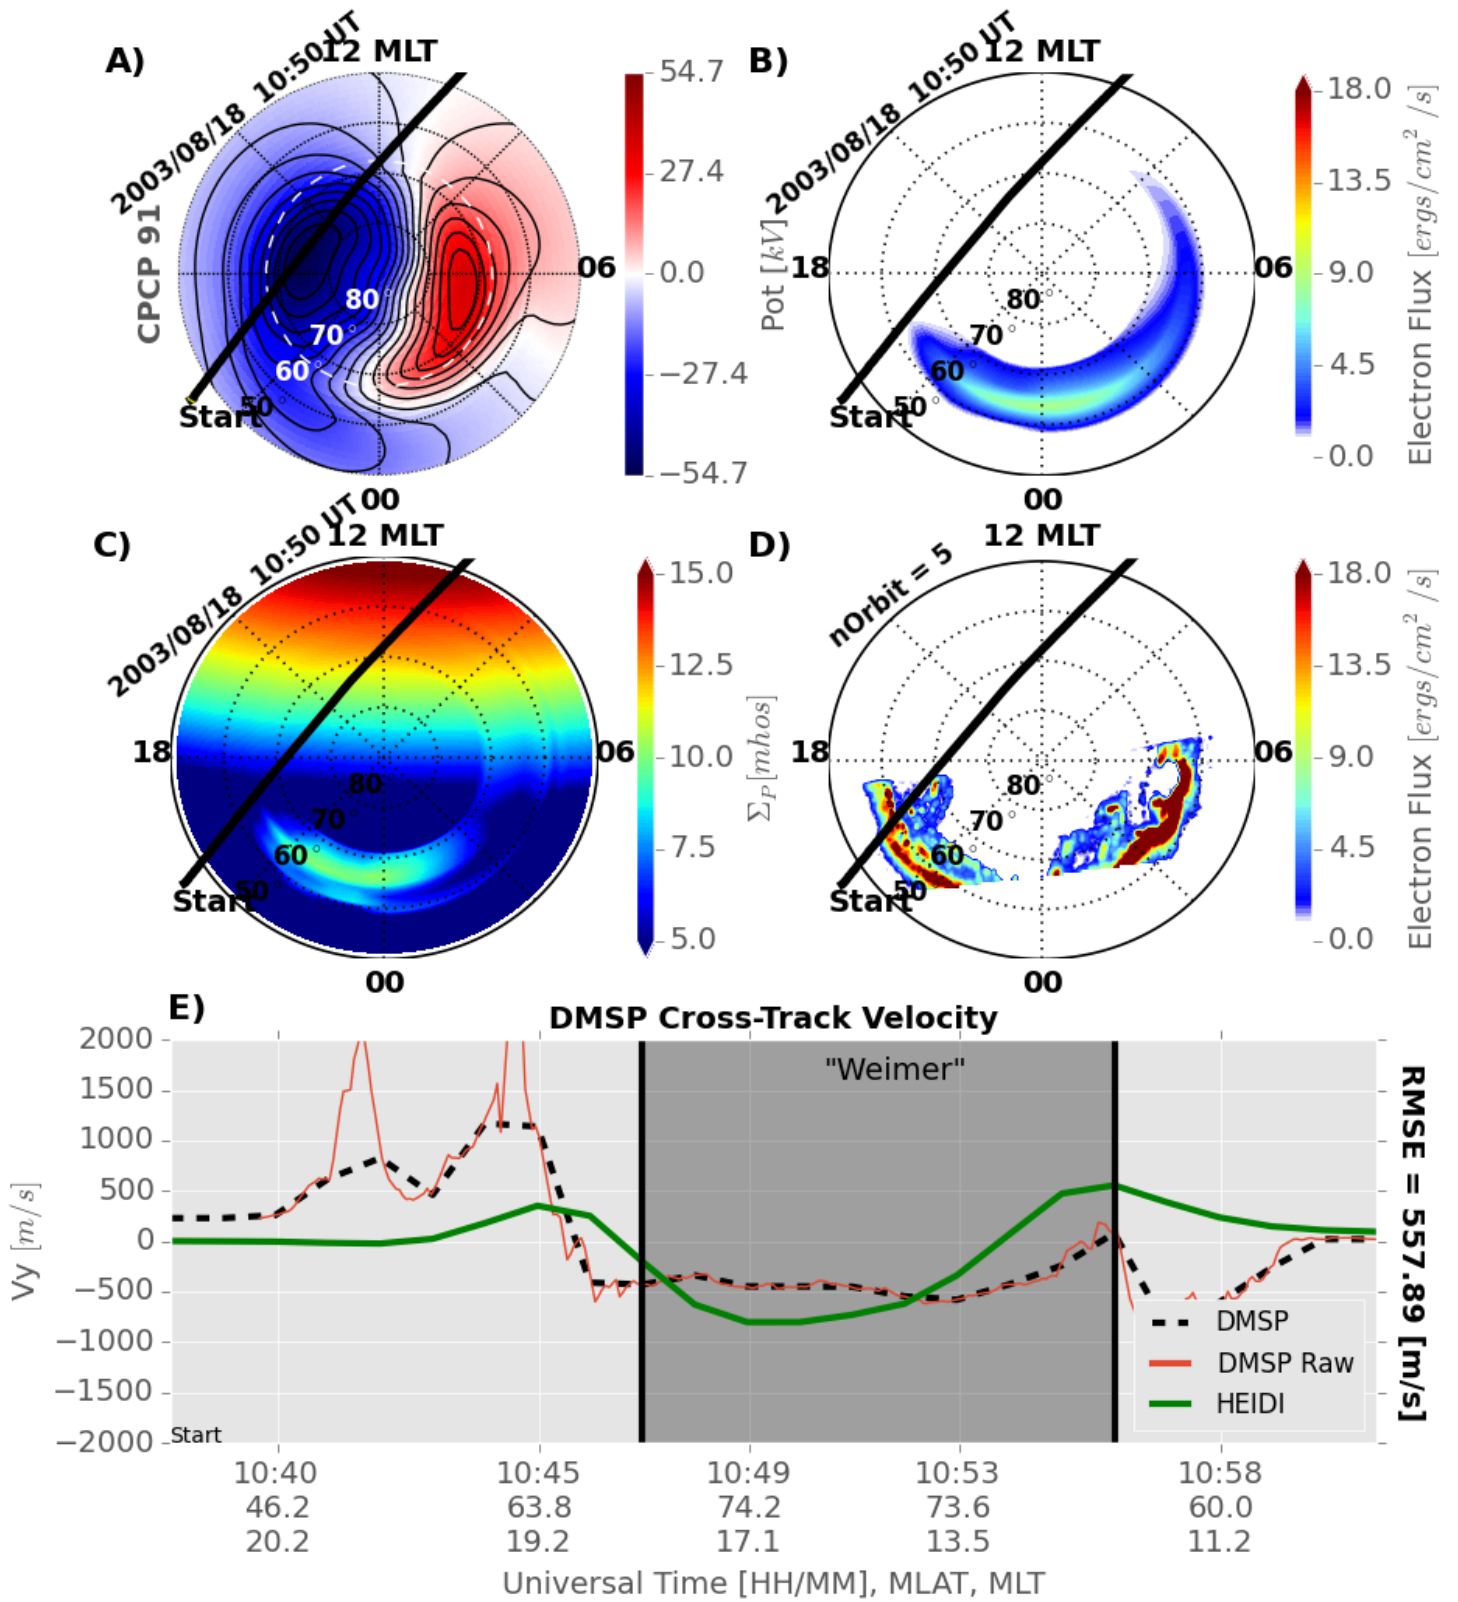 A)
2003/08/18 10:50 UT
12 MLT
CPCP 91
80°
70°
60°
50°
Start
06
00
54.7
27.4
0.0
−27.4
−54.7
Pot [kV]
B)
2003/08/18 10:50 UT
12 MLT
18
06
80°
70°
60°
50°
Start
00
18.0
13.5
9.0
4.5
0.0
Electron Flux [ergs/cm² /s]
C)
2003/08/18 10:50 UT
12 MLT
18
06
80°
70°
60°
50
Start
00
15.0
12.5
10.0
7.5
5.0
Σ_P [mhos]
D)
nOrbit = 5
12 MLT
18
06
80°
70°
60°
50
Start
00
18.0
13.5
9.0
4.5
0.0
Electron Flux [ergs/cm² /s]
E)
DMSP Cross-Track Velocity
"Weimer"
2000
1500
1000
500
0
−500
−1000
−1500
−2000
Vy [m/s]
Start
DMSP
DMSP Raw
HEIDI
RMSE = 557.89 [m/s]
10:40 10:45 10:49 10:53 10:58
46.2 63.8 74.2 73.6 60.0
20.2 19.2 17.1 13.5 11.2
Universal Time [HH/MM], MLAT, MLT